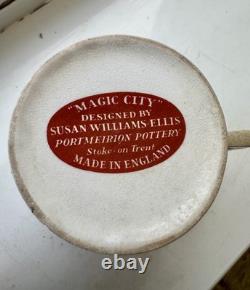 "MAGIC CITY"
DESIGNED BY
SUSAN WILLIAMS-ELLIS
PORTMEIRION POTTERY
Stoke-on Trent
MADE IN ENGLAND